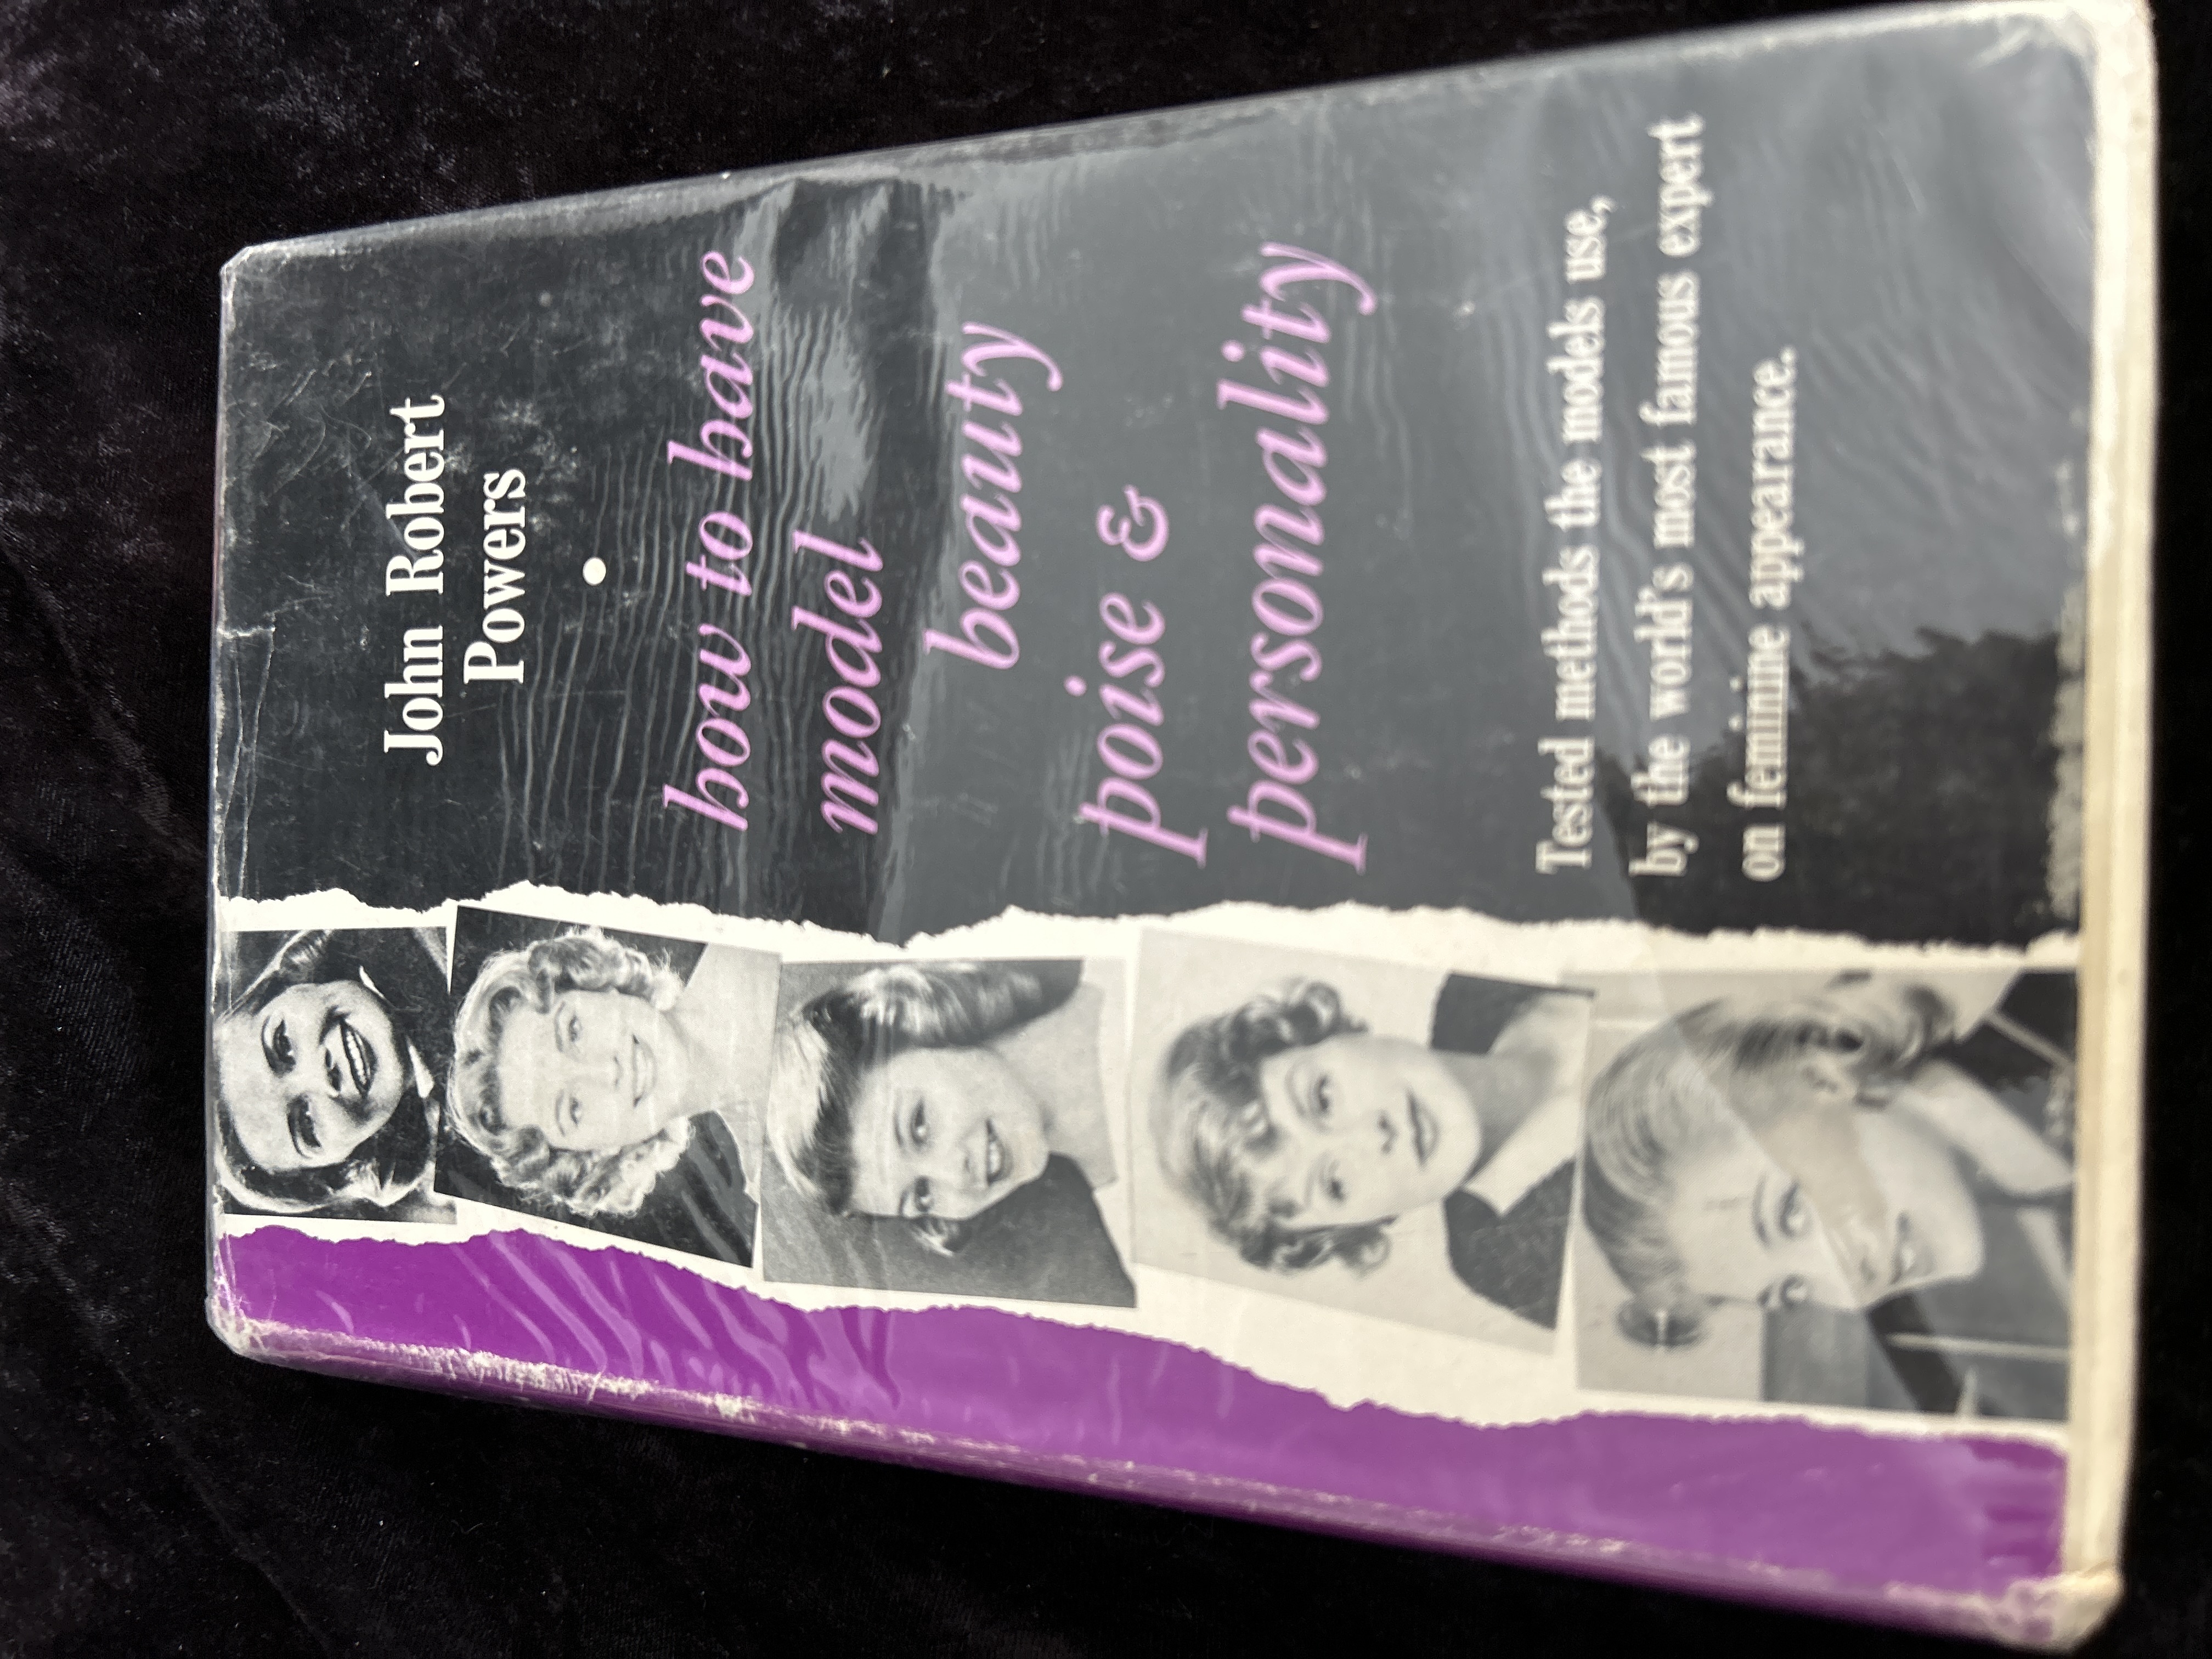 John Robert
Powers
how to have
model
beauty
poise &
personality
Tested methods the models use,
by the world's most famous expert
on feminine appearance.